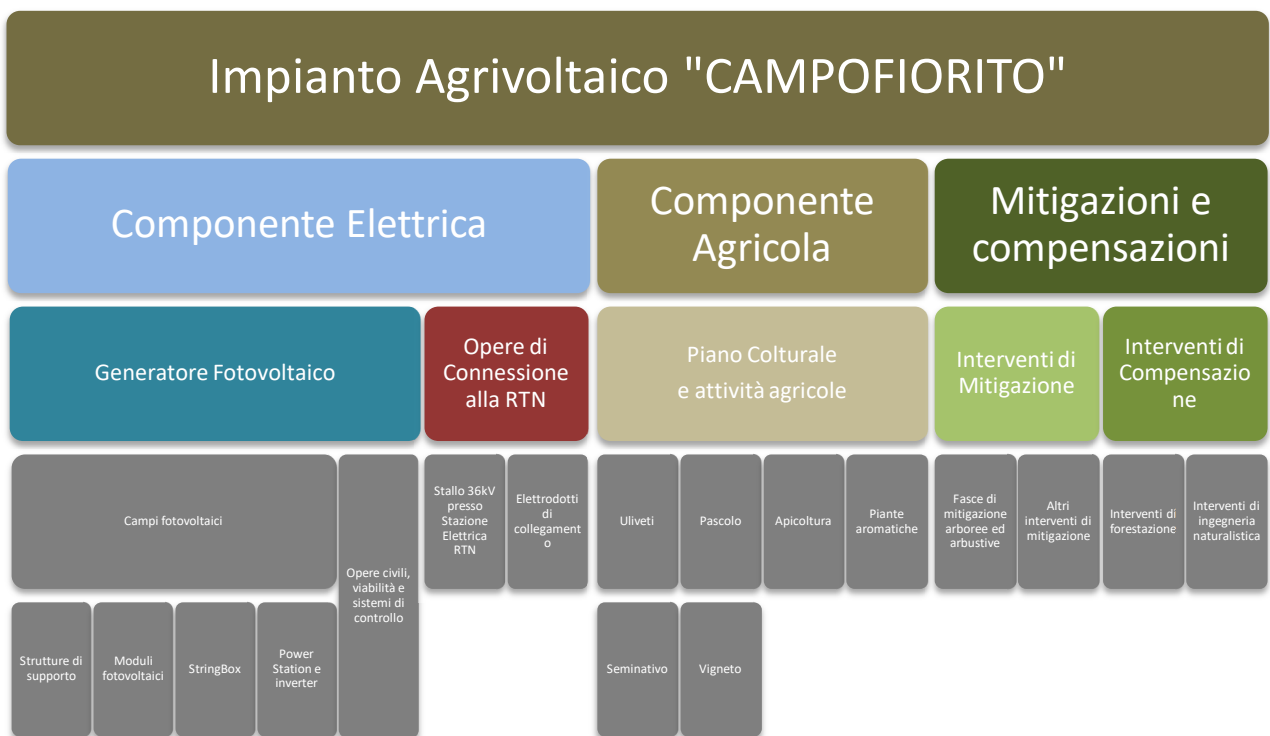 Impianto Agrivoltaico "CAMPOFIORITO"
Componente Elettrica
Componente
Agricola
Mitigazioni e
compensazioni
Generatore Fotovoltaico
Opere di
Connessione
alla RTN
Piano Colturale
e attività agricole
Interventi di
Mitigazione
Interventi di
Compensazio
ne
Campi fotovoltaici
Opere civili,
viabilità e
sistemi di
controllo
Stallo 36kV
presso
Stazione
Elettrica
RTN
Elettrodotti
di
collegament
o
Uliveti
Pascolo
Apicoltura
Piante
aromatiche
Fasce di
mitigazione
arboree ed
arbustive
Altri
interventi di
mitigazione
Interventi di
forestazione
Interventi di
ingegneria
naturalistica
Strutture di
supporto
Moduli
fotovoltaici
StringBox
Power
Station e
inverter
Seminativo
Vigneto